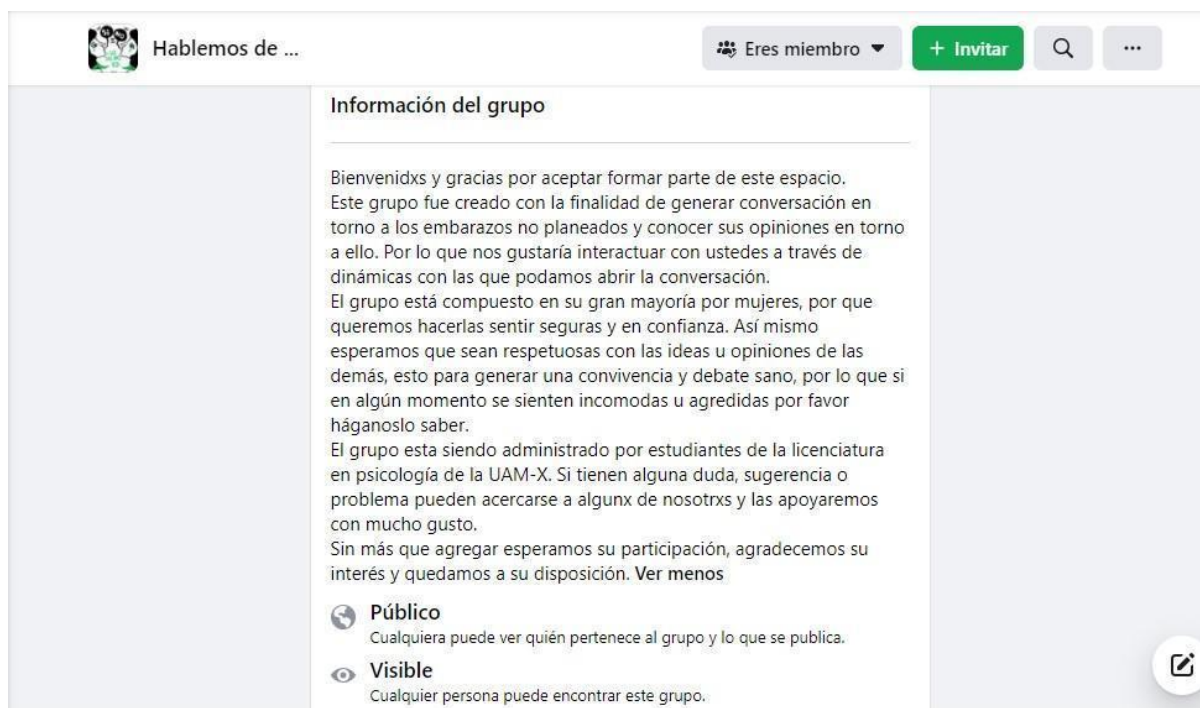 Hablemos de ...
Eres miembro
+ Invitar
Información del grupo
Bienvenidxs y gracias por aceptar formar parte de este espacio.
Este grupo fue creado con la finalidad de generar conversación en
torno a los embarazos no planeados y conocer sus opiniones en torno
a ello. Por lo que nos gustaría interactuar con ustedes a través de
dinámicas con las que podamos abrir la conversación.
El grupo está compuesto en su gran mayoría por mujeres, por que
queremos hacerlas sentir seguras y en confianza. Así mismo
esperamos que sean respetuosas con las ideas u opiniones de las
demás, esto para generar una convivencia y debate sano, por lo que si
en algún momento se sienten incomodas u agredidas por favor
háganoslo saber.
El grupo esta siendo administrado por estudiantes de la licenciatura
en psicología de la UAM-X. Si tienen alguna duda, sugerencia o
problema pueden acercarse a algunx de nosotrxs y las apoyaremos
con mucho gusto.
Sin más que agregar esperamos su participación, agradecemos su
interés y quedamos a su disposición. Ver menos
Público
Cualquiera puede ver quién pertenece al grupo y lo que se publica.
Visible
Cualquier persona puede encontrar este grupo.